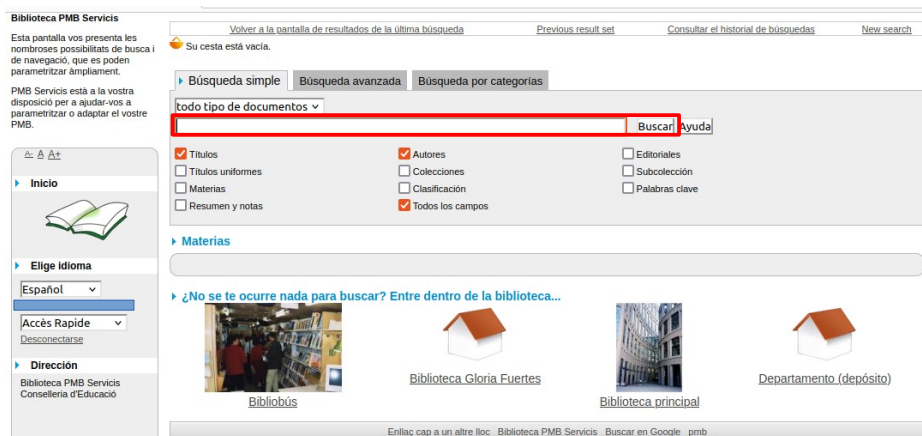 Biblioteca PMB Servicis
Esta pantalla vos presenta les
nombroses possibilitats de busca i
de navegació, que es poden
parametritzar àmpliament.
PMB Servicis està a la vostra
disposició per a ajudar-vos a
parametritzar o adaptar el vostre
PMB.
A- A A+
Inicio
Elige idioma
Español
Accès Rapide
Desconectarse
Dirección
Biblioteca PMB Servicis
Conselleria d'Educació
Volver a la pantalla de resultados de la última búsqueda Previous result set Consultar el historial de búsquedas New search
Su cesta está vacía.
Búsqueda simple Búsqueda avanzada Búsqueda por categorías
todo tipo de documentos
Buscar Ayuda
Títulos Autores Editoriales
Títulos uniformes Colecciones Subcolección
Materias Clasificación Palabras clave
Resumen y notas Todos los campos
Materias
¿No se te ocurre nada para buscar? Entre dentro de la biblioteca...
Bibliobús Biblioteca Gloria Fuertes Biblioteca principal Departamento (depósito)
Enllaç cap a un altre lloc Biblioteca PMB Servicis Buscar en Google pmb